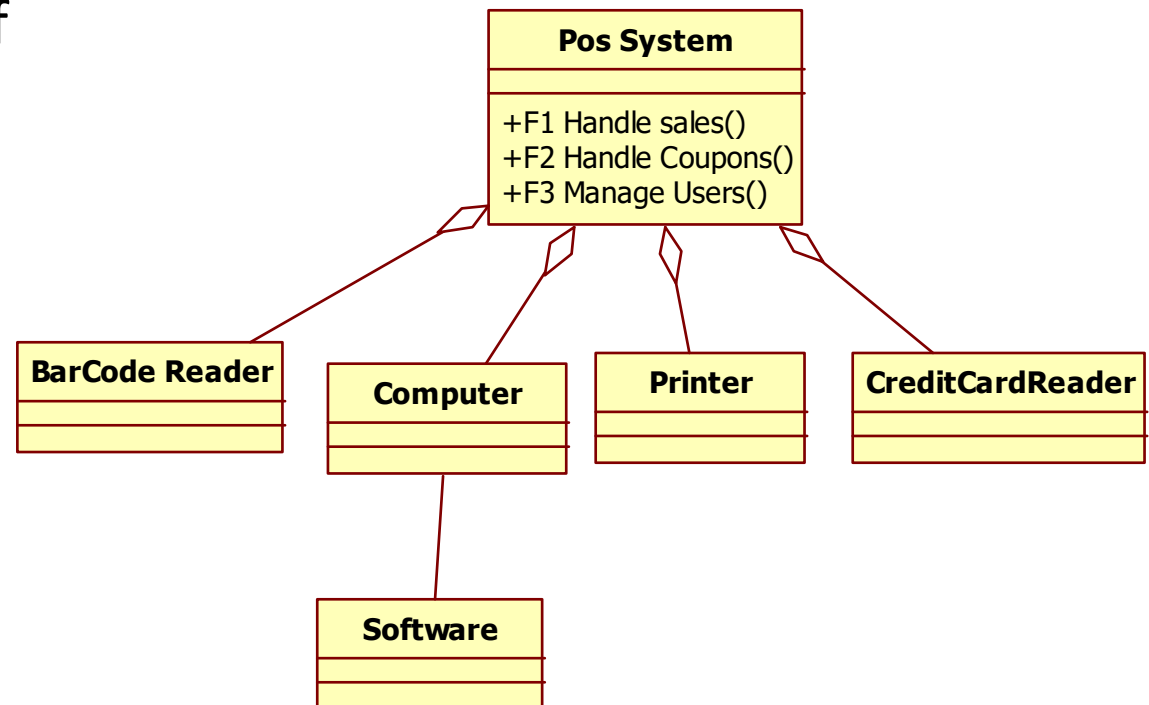 f
Pos System
+F1 Handle sales()
+F2 Handle Coupons()
+F3 Manage Users()
BarCode Reader
Computer
Printer
CreditCardReader
Software